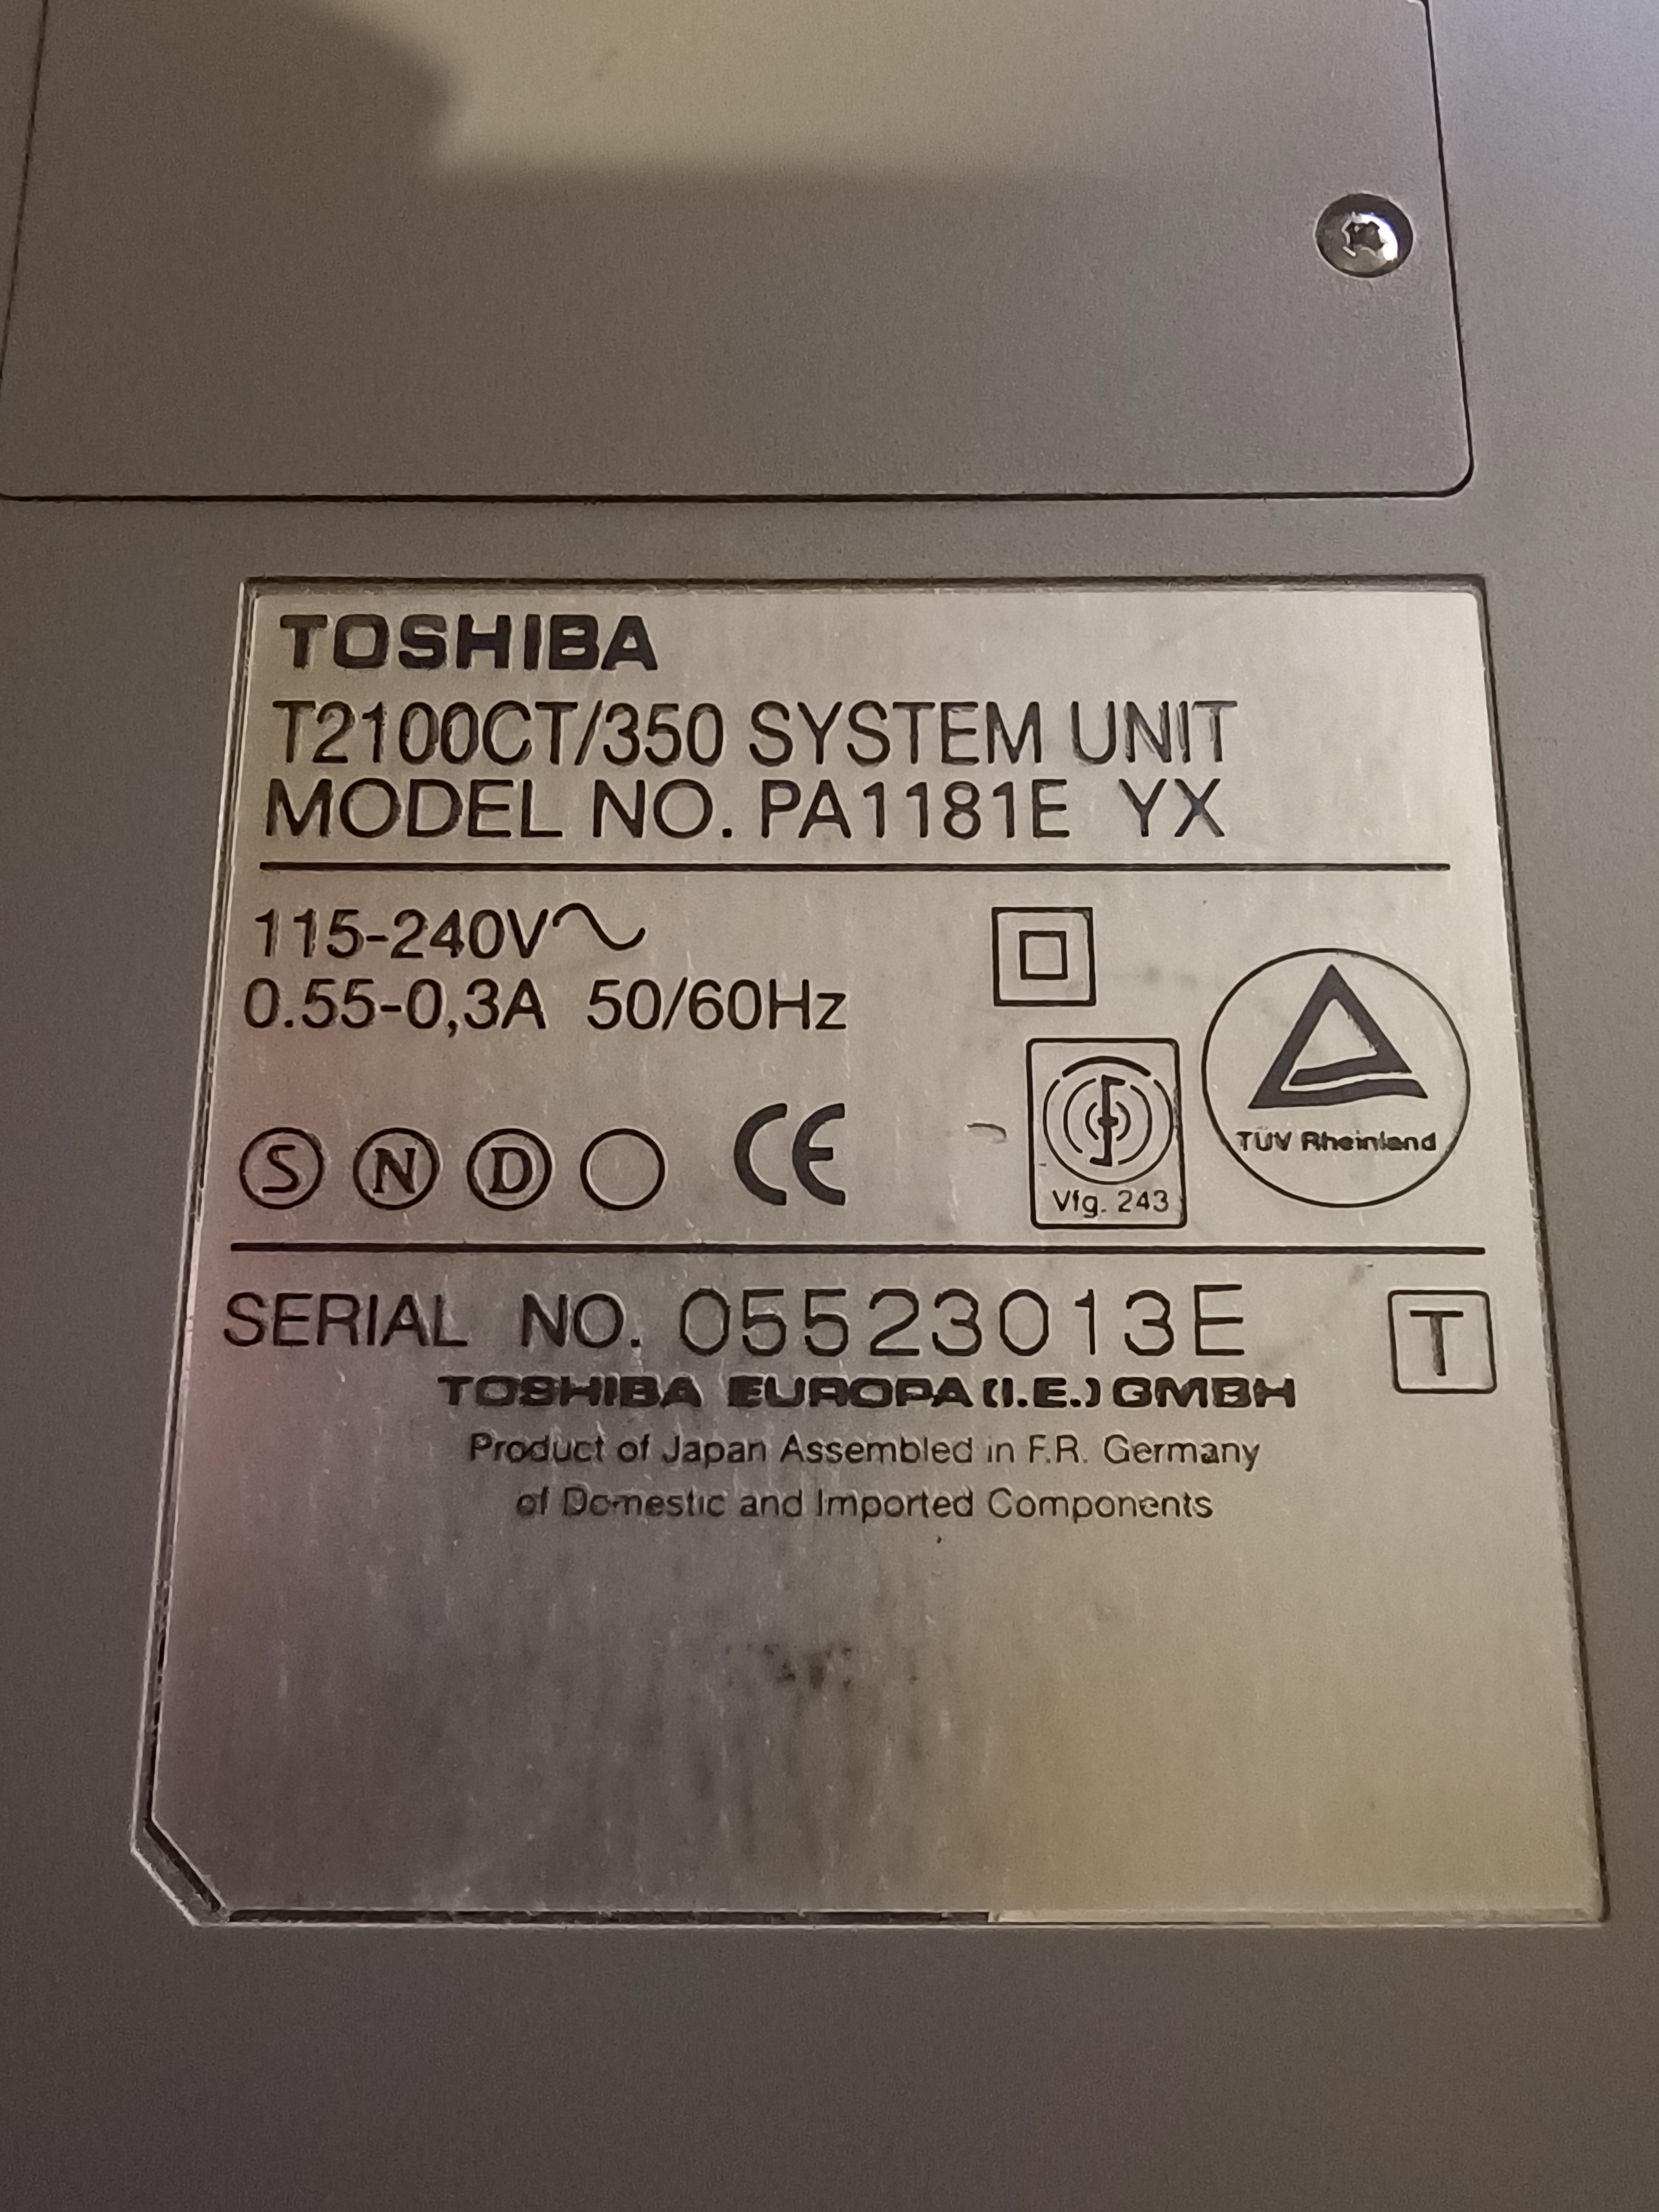 TOSHIBA
T2100CT/350 SYSTEM UNIT
MODEL NO. PA1181E YX
115-240V~
0.55-0,3A 50/60Hz
S N D CE
Vfg. 243
TÜV Rheinland
SERIAL NO. 05523013E
T
TOSHIBA EUROPA (I.E.) GMBH
Product of Japan Assembled in F.R. Germany
of Domestic and Imported Components